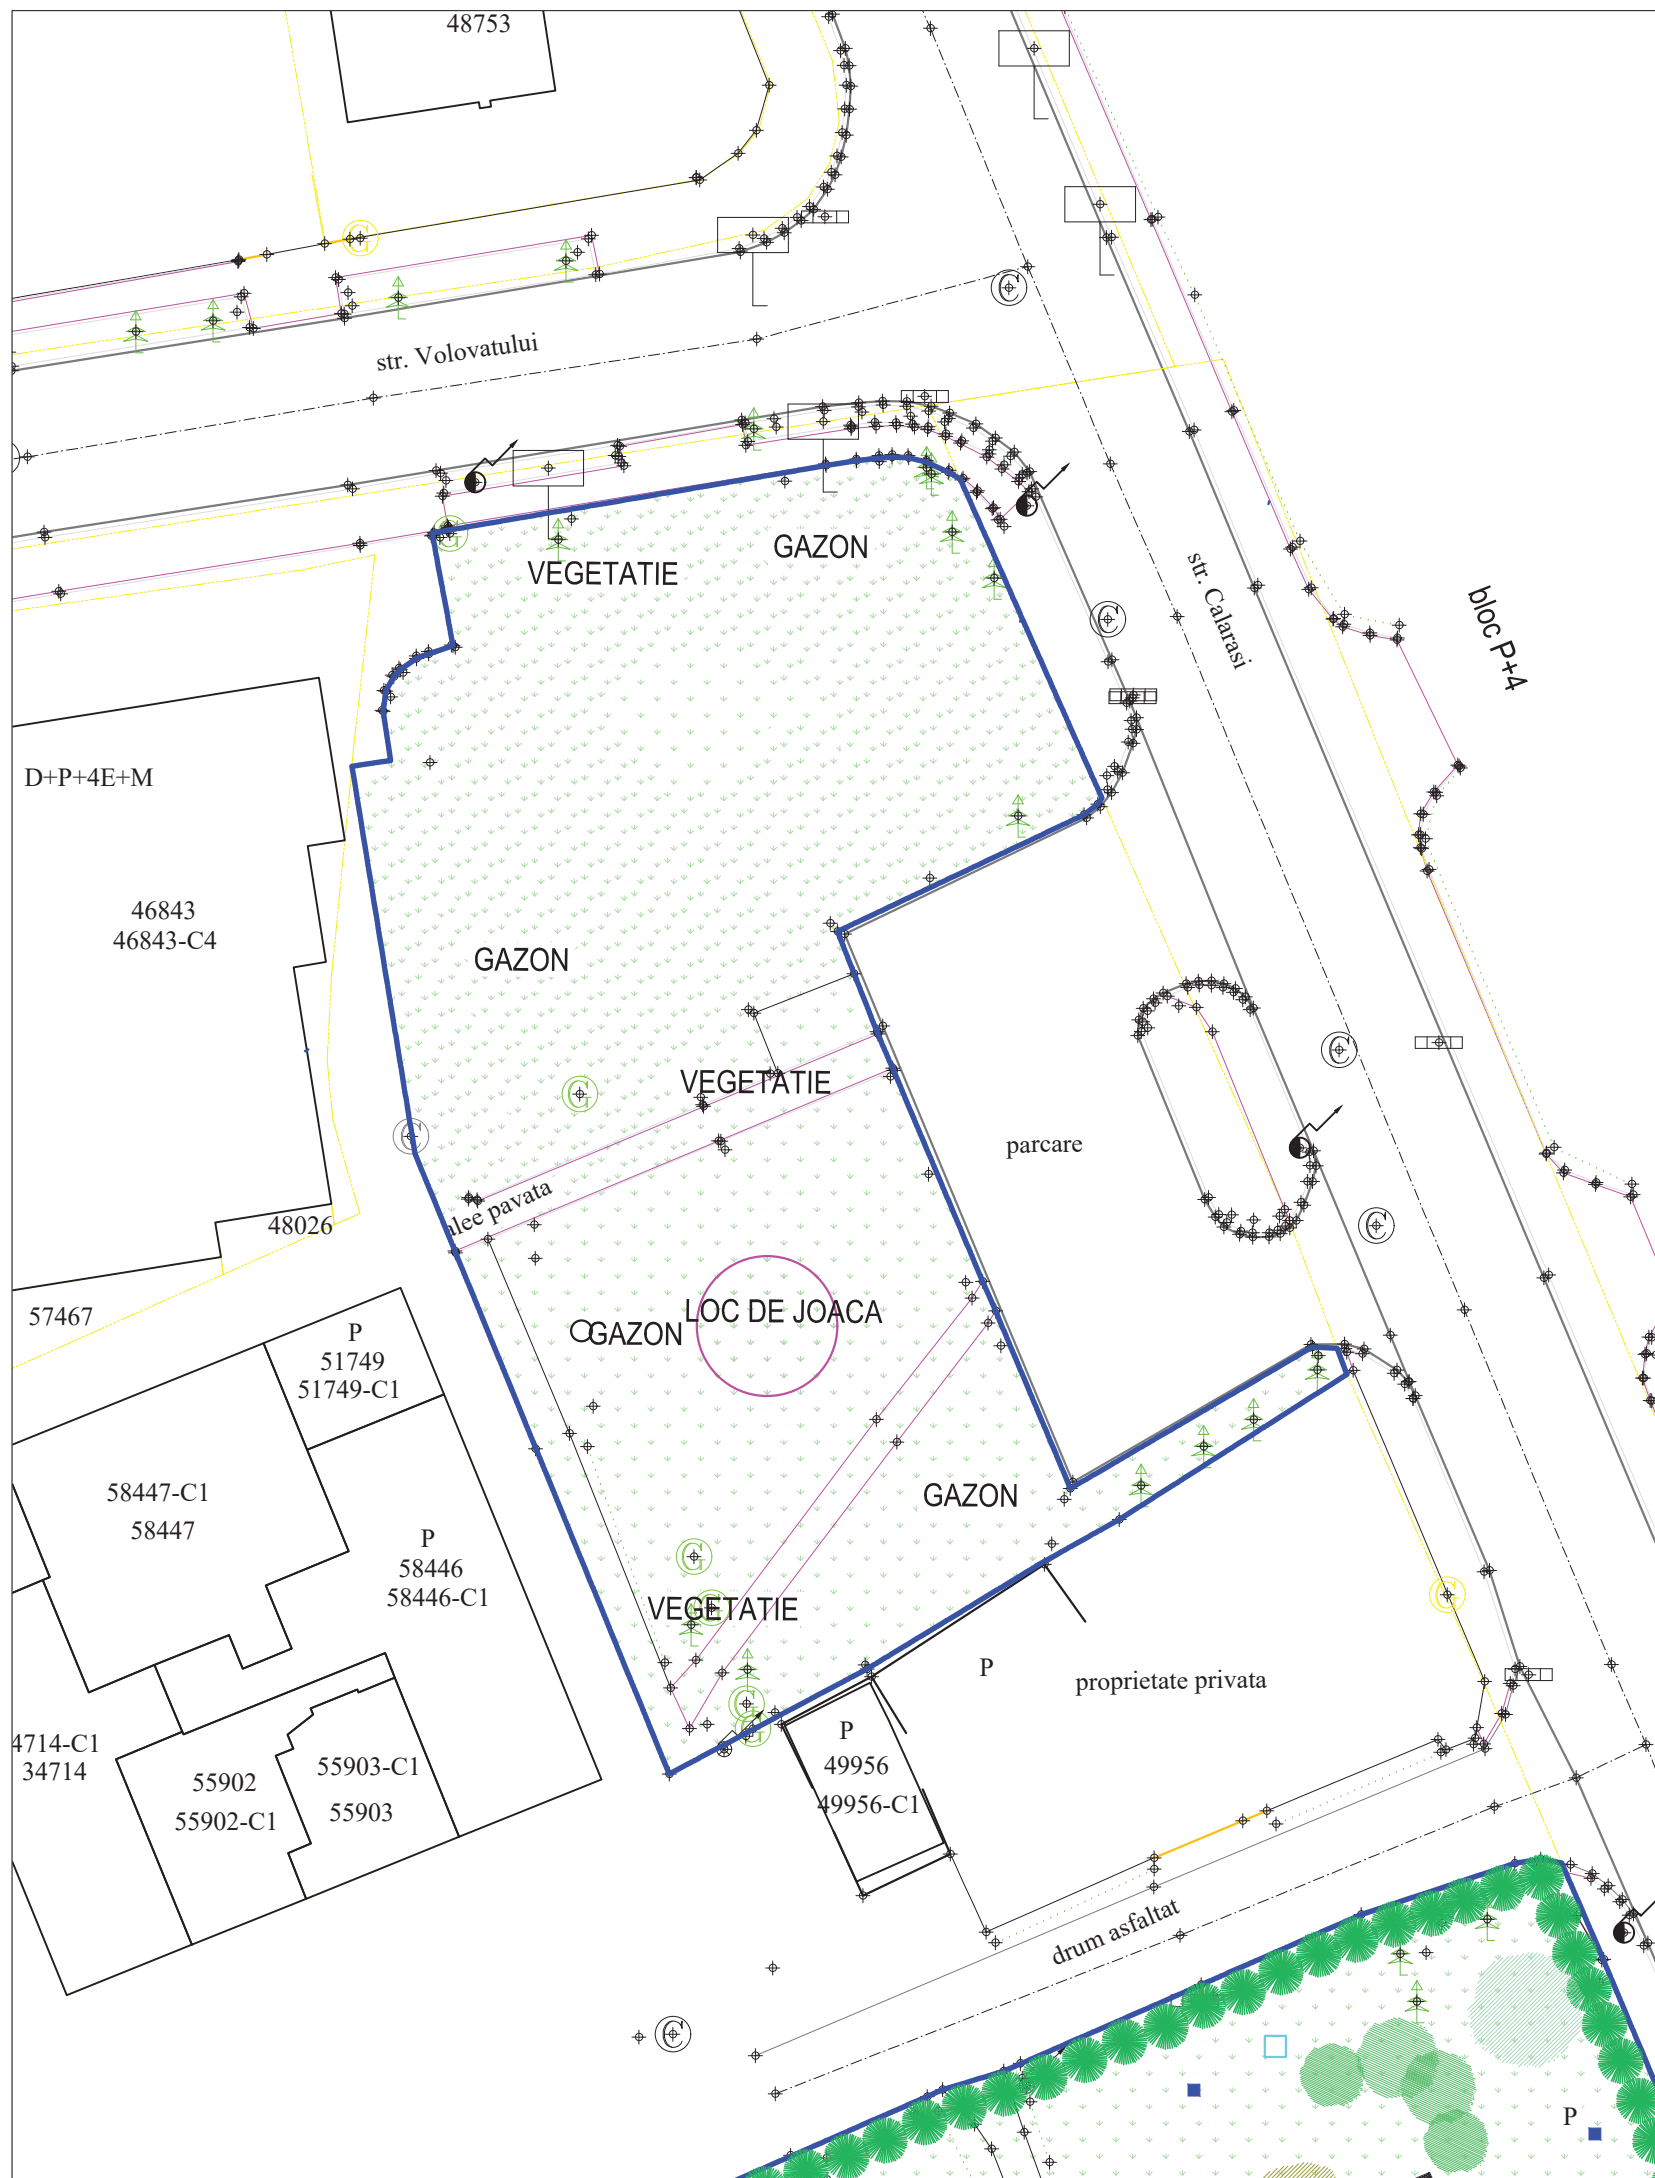 48753
str. Volovatului
GAZON
VEGETATIE
str. Calarasi
bloc P+4
D+P+4E+M
46843
46843-C4
GAZON
VEGETATIE
parcare
alee pavata
48026
57467
LOC DE JOACA
GAZON
P
51749
51749-C1
58447-C1
58447
GAZON
P
58446
58446-C1
VEGETATIE
P
proprietate privata
P
49956
49956-C1
4714-C1
34714
55902
55902-C1
55903-C1
55903
drum asfaltat
P
G
G
G
G
G
G
G
G
C
C
C
C
C
C